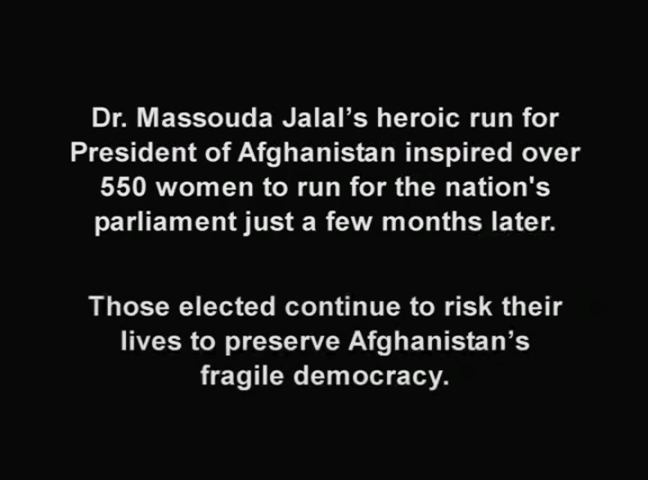 Dr. Massouda Jalal’s heroic run for
President of Afghanistan inspired over
550 women to run for the nation's
parliament just a few months later.
Those elected continue to risk their
lives to preserve Afghanistan’s
fragile democracy.